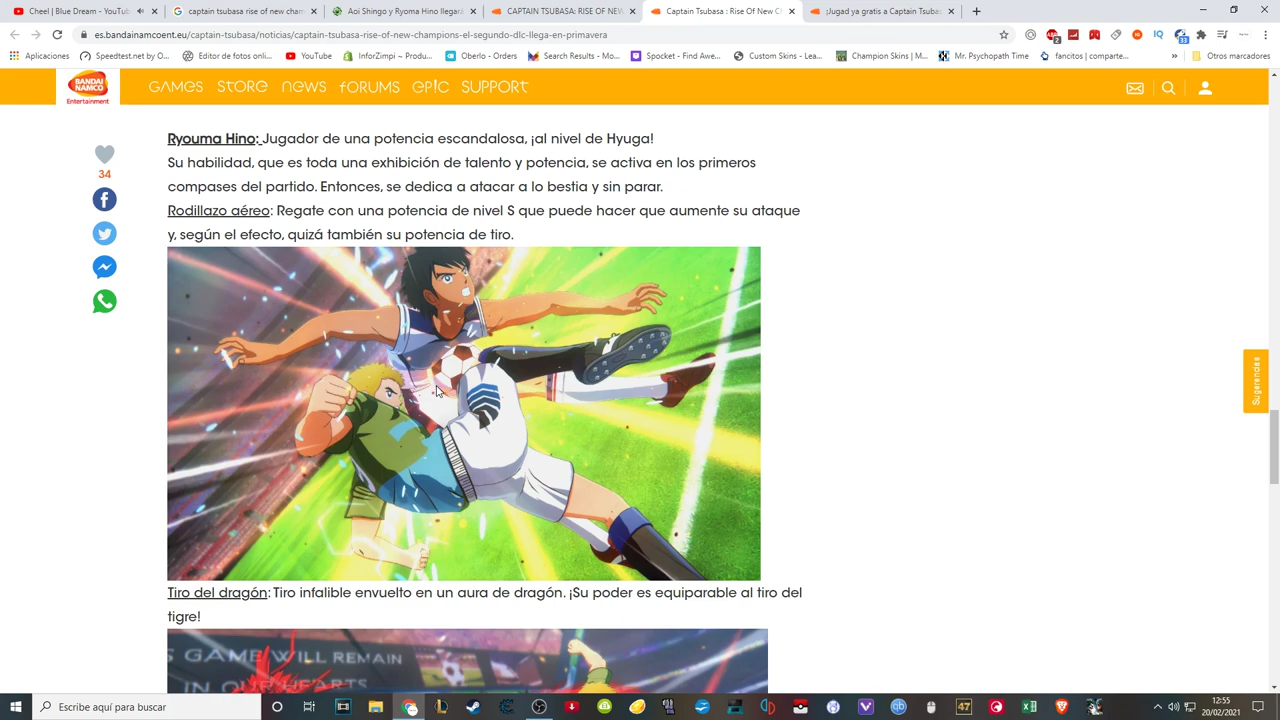 Cheel | Blue Dream - YouTub
captain tsubasa rise of new cham
Aoi Shingo y Ryoma Hino llegará
CAPTAIN TSUBASA: RISE OF NEW
Captain Tsubasa : Rise Of New C
¡Jugad ya gratis a Captain Tsubas
es.bandainamcoent.eu/captain-tsubasa/noticias/captain-tsubasa-rise-of-new-champions-el-segundo-dlc-llega-en-primavera
Aplicaciones
Speedtest.net by O...
Editor de fotos onli...
YouTube
InforZimpi ~ Produ...
Oberlo - Orders
Search Results - Mo...
Spocket - Find Awe...
Custom Skins - Lea...
Champion Skins | M...
Mr. Psychopath Time
fancitos | comparte...
Otros marcadores
BANDAI NAMCO Entertainment
GAMES STORE NEWS FORUMS EPIC SUPPORT
Ryouma Hino: Jugador de una potencia escandalosa, ¡al nivel de Hyuga!
Su habilidad, que es toda una exhibición de talento y potencia, se activa en los primeros
compases del partido. Entonces, se dedica a atacar a lo bestia y sin parar.
Rodillazo aéreo: Regate con una potencia de nivel S que puede hacer que aumente su ataque
y, según el efecto, quizá también su potencia de tiro.
34
Sugerencias
Tiro del dragón: Tiro infalible envuelto en un aura de dragón. ¡Su poder es equiparable al tiro del
tigre!
S GAME WILL REMAIN
IN OUR HEARTS
Escribe aquí para buscar
12:55
20/02/2021